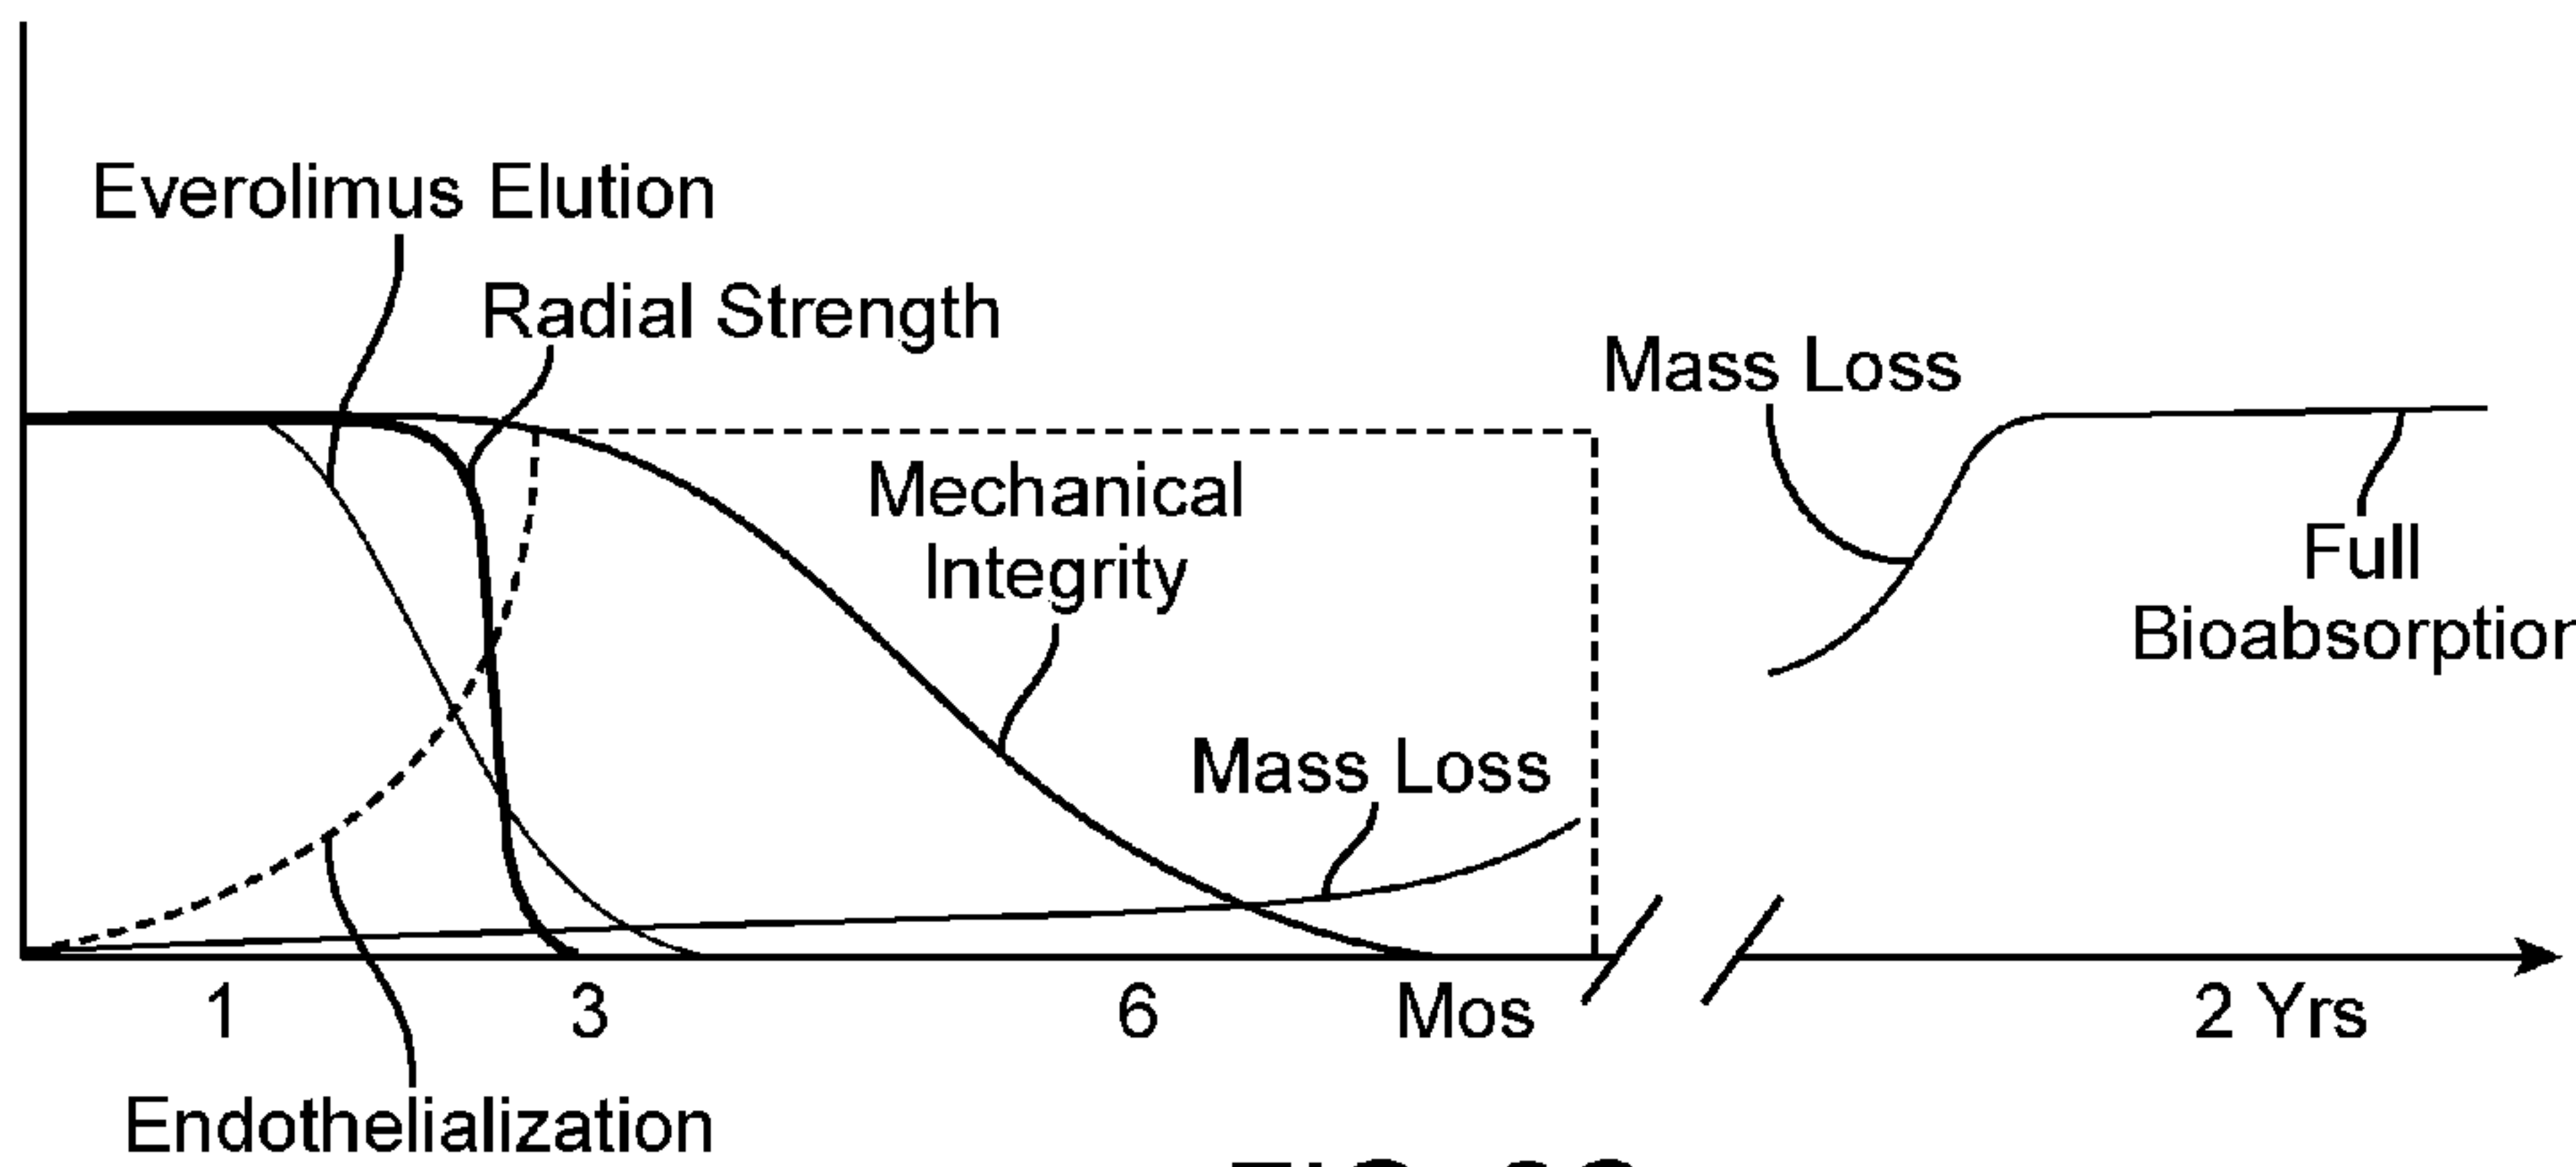 Everolimus Elution
Radial Strength
Mass Loss
Mechanical
Integrity
Full
Bioabsorption
Mass Loss
1 3 6 Mos 2 Yrs
Endothelialization